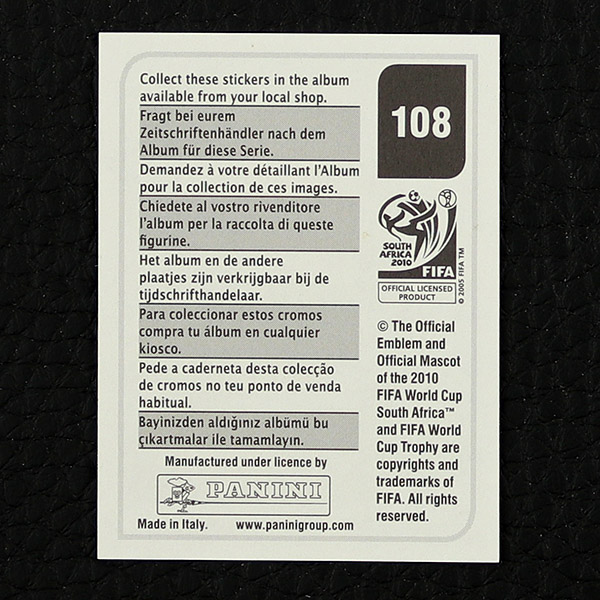 Collect these stickers in the album
available from your local shop.
Fragt bei eurem
Zeitschriftenhändler nach dem
Album für diese Serie.
Demandez à votre détaillant l'Album
pour la collection de ces images.
Chiedete al vostro rivenditore
l'album per la raccolta di queste
figurine.
Het album en de andere
plaatjes zijn verkrijgbaar bij de
tijdschrifthandelaar.
Para coleccionar estos cromos
compra tu álbum en cualquier
kiosco.
Pede a caderneta desta colecção
de cromos no teu ponto de venda
habitual.
Bayinizden aldığınız albümü bu
çıkartmalar ile tamamlayın.
Manufactured under licence by
PANINI
Made in Italy. www.paninigroup.com
108
SOUTH
AFRICA
2010
FIFA
OFFICIAL LICENSED
PRODUCT
© 2005 FIFA TM
© The Official
Emblem and
Official Mascot
of the 2010
FIFA World Cup
South Africa™
and FIFA World
Cup Trophy are
copyrights and
trademarks of
FIFA. All rights
reserved.